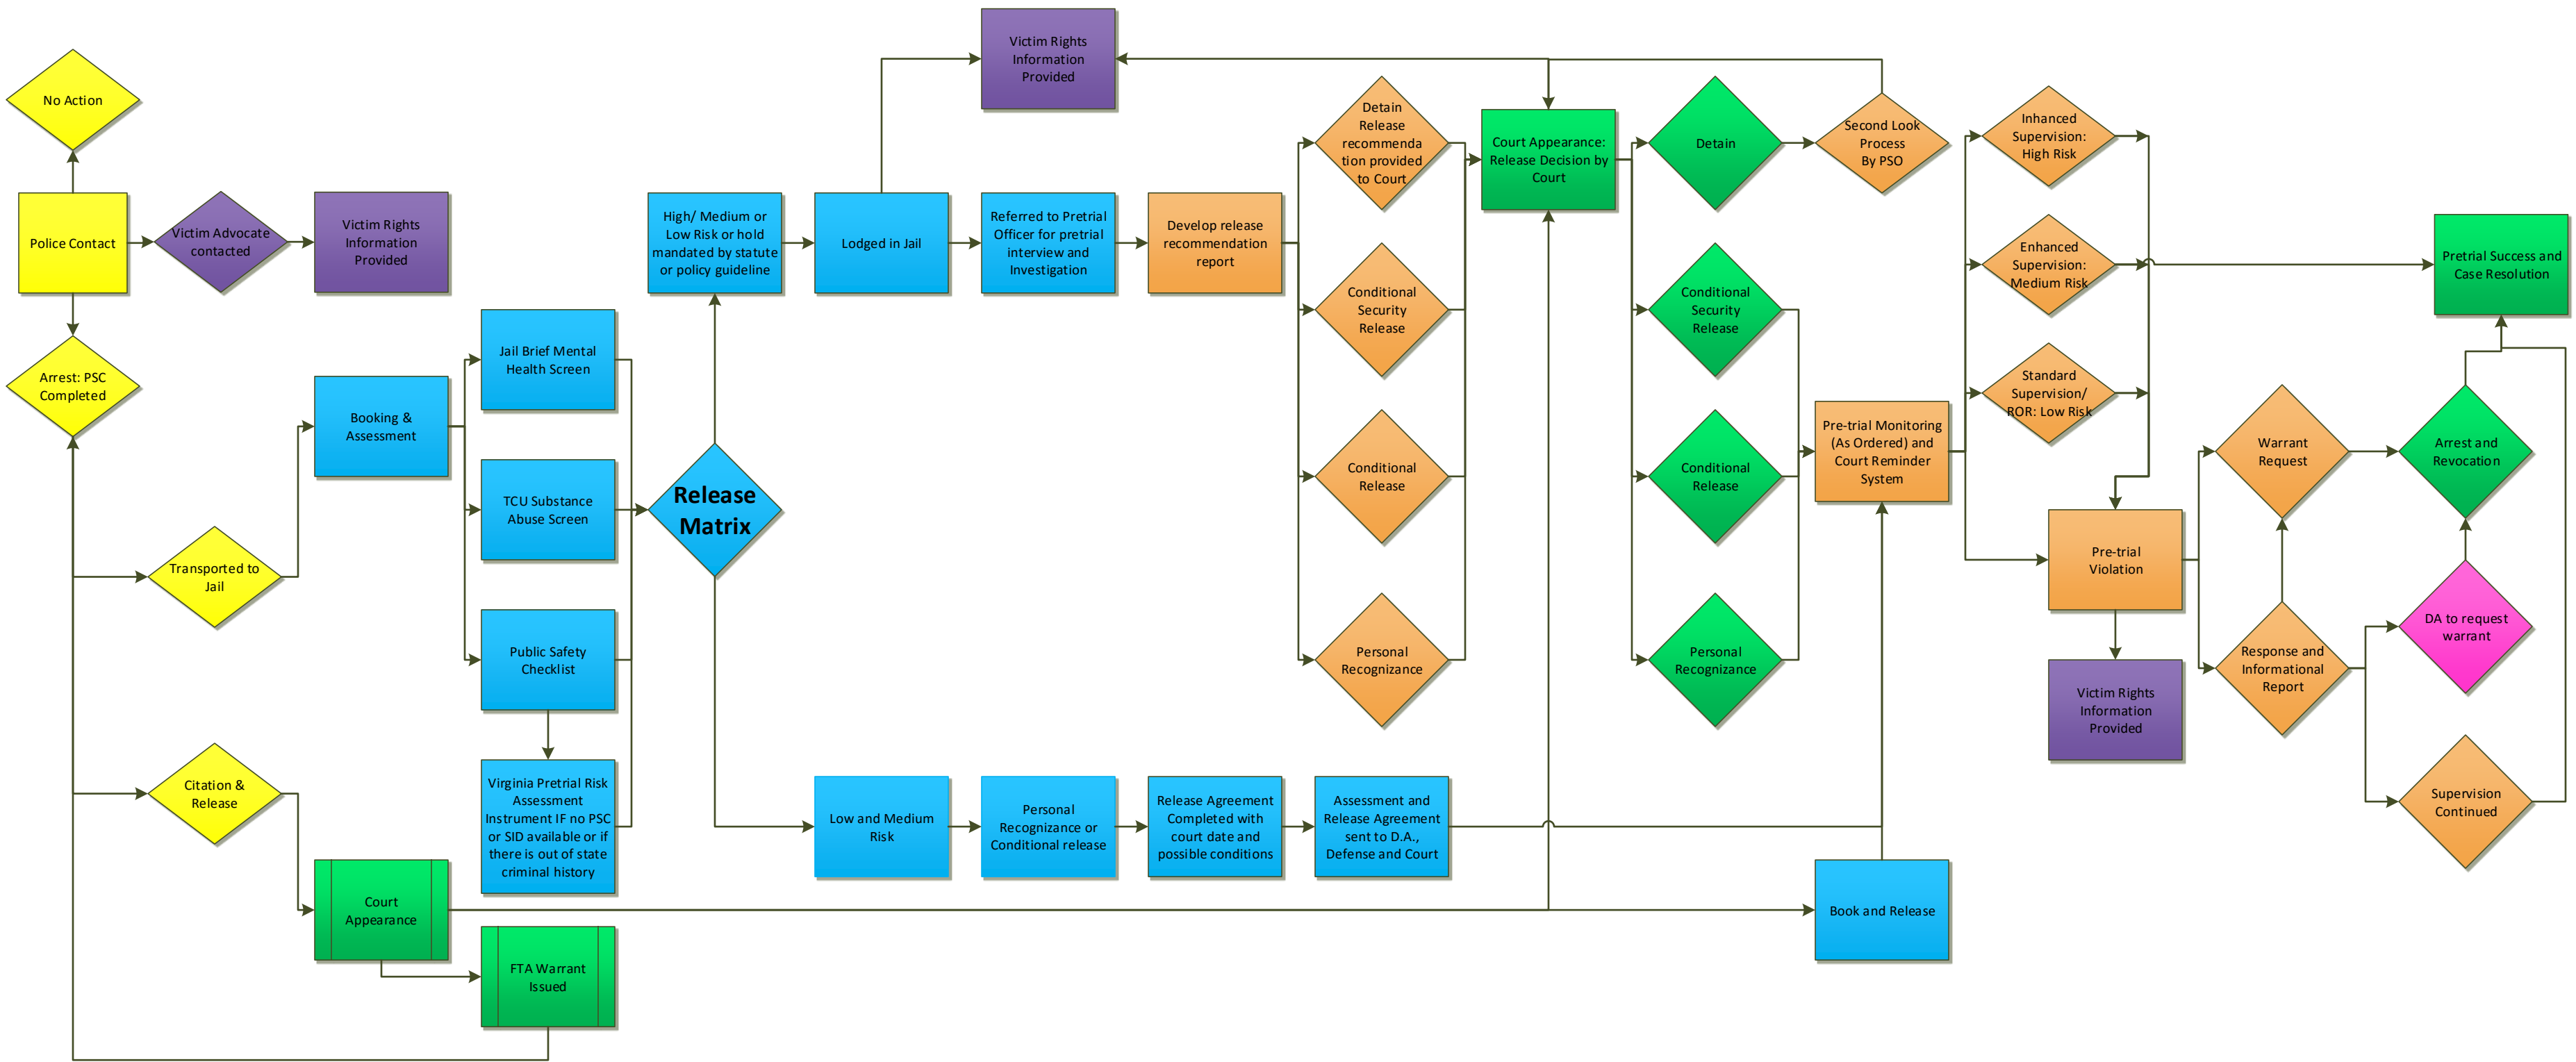 No Action
Police Contact
Victim Advocate
contacted
Victim Rights
Information
Provided
Arrest: PSC
Completed
Transported to
Jail
Citation &
Release
Booking &
Assessment
Court
Appearance
FTA Warrant
Issued
Jail Brief Mental
Health Screen
TCU Substance
Abuse Screen
Public Safety
Checklist
Virginia Pretrial Risk
Assessment
Instrument IF no PSC
or SID available or if
there is out of state
criminal history
Release
Matrix
High/ Medium or
Low Risk or hold
mandated by statute
or policy guideline
Lodged in Jail
Victim Rights
Information
Provided
Referred to Pretrial
Officer for pretrial
interview and
Investigation
Develop release
recommendation
report
Low and Medium
Risk
Personal
Recognizance or
Conditional release
Release Agreement
Completed with
court date and
possible conditions
Assessment and
Release Agreement
sent to D.A.,
Defense and Court
Detain
Release
recommenda
tion provided
to Court
Conditional
Security
Release
Conditional
Release
Personal
Recognizance
Court Appearance:
Release Decision by
Court
Detain
Conditional
Security
Release
Conditional
Release
Personal
Recognizance
Second Look
Process
By PSO
Pre-trial Monitoring
(As Ordered) and
Court Reminder
System
Book and Release
Inhanced
Supervision:
High Risk
Enhanced
Supervision:
Medium Risk
Standard
Supervision/
ROR: Low Risk
Pre-trial
Violation
Victim Rights
Information
Provided
Warrant
Request
Response and
Informational
Report
Pretrial Success and
Case Resolution
Arrest and
Revocation
DA to request
warrant
Supervision
Continued